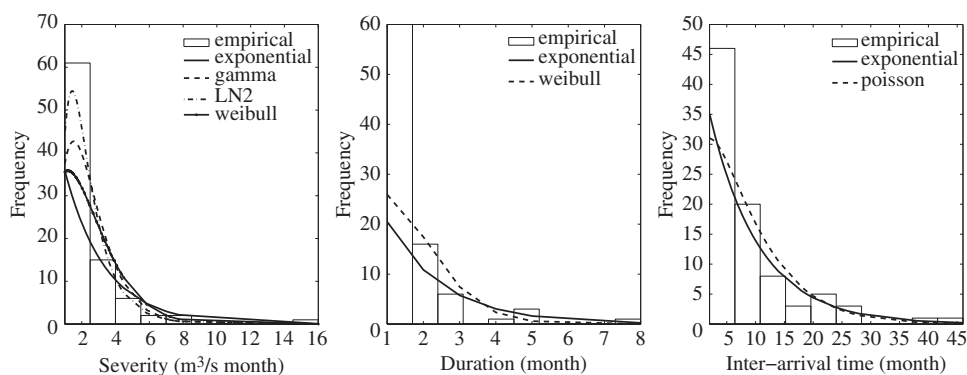 70
60
50
40
30
20
10
0
Frequency
empirical
exponential
gamma
LN2
weibull
2 4 6 8 10 12 14 16
Severity (m³/s month)
60
50
40
30
20
10
0
Frequency
empirical
exponential
weibull
1 2 3 4 5 6 7 8
Duration (month)
50
45
40
35
30
25
20
15
10
5
0
Frequency
empirical
exponential
poisson
5 10 15 20 25 30 35 40 45
Inter−arrival time (month)